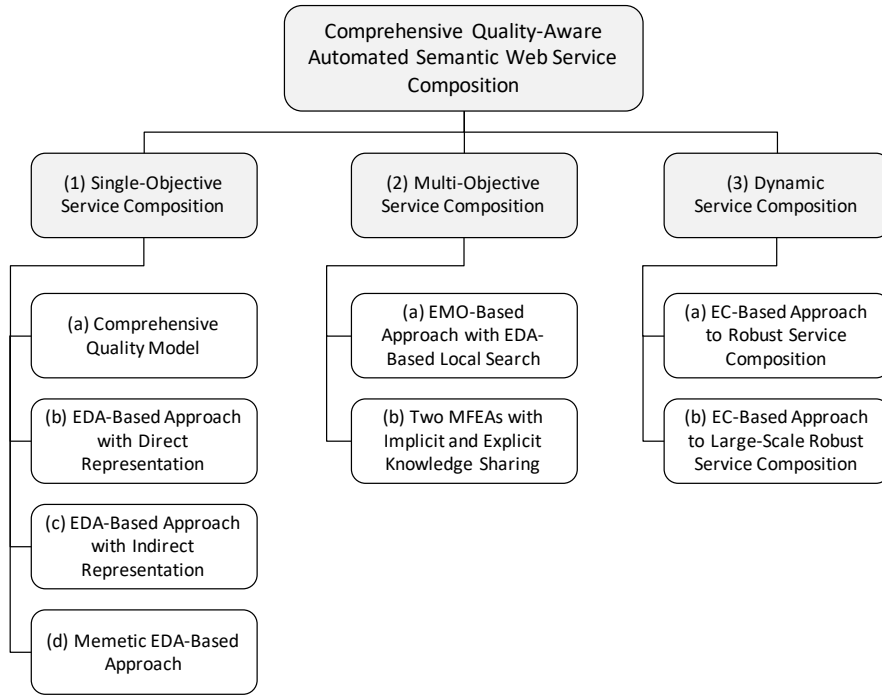 Comprehensive Quality-Aware
Automated Semantic Web Service
Composition
(1) Single-Objective
Service Composition
(2) Multi-Objective
Service Composition
(3) Dynamic
Service Composition
(a) Comprehensive
Quality Model
(b) EDA-Based Approach
with Direct
Representation
(c) EDA-Based Approach
with Indirect
Representation
(d) Memetic EDA-Based
Approach
(a) EMO-Based
Approach with EDA-
Based Local Search
(b) Two MFEAs with
Implicit and Explicit
Knowledge Sharing
(a) EC-Based Approach
to Robust Service
Composition
(b) EC-Based Approach
to Large-Scale Robust
Service Composition